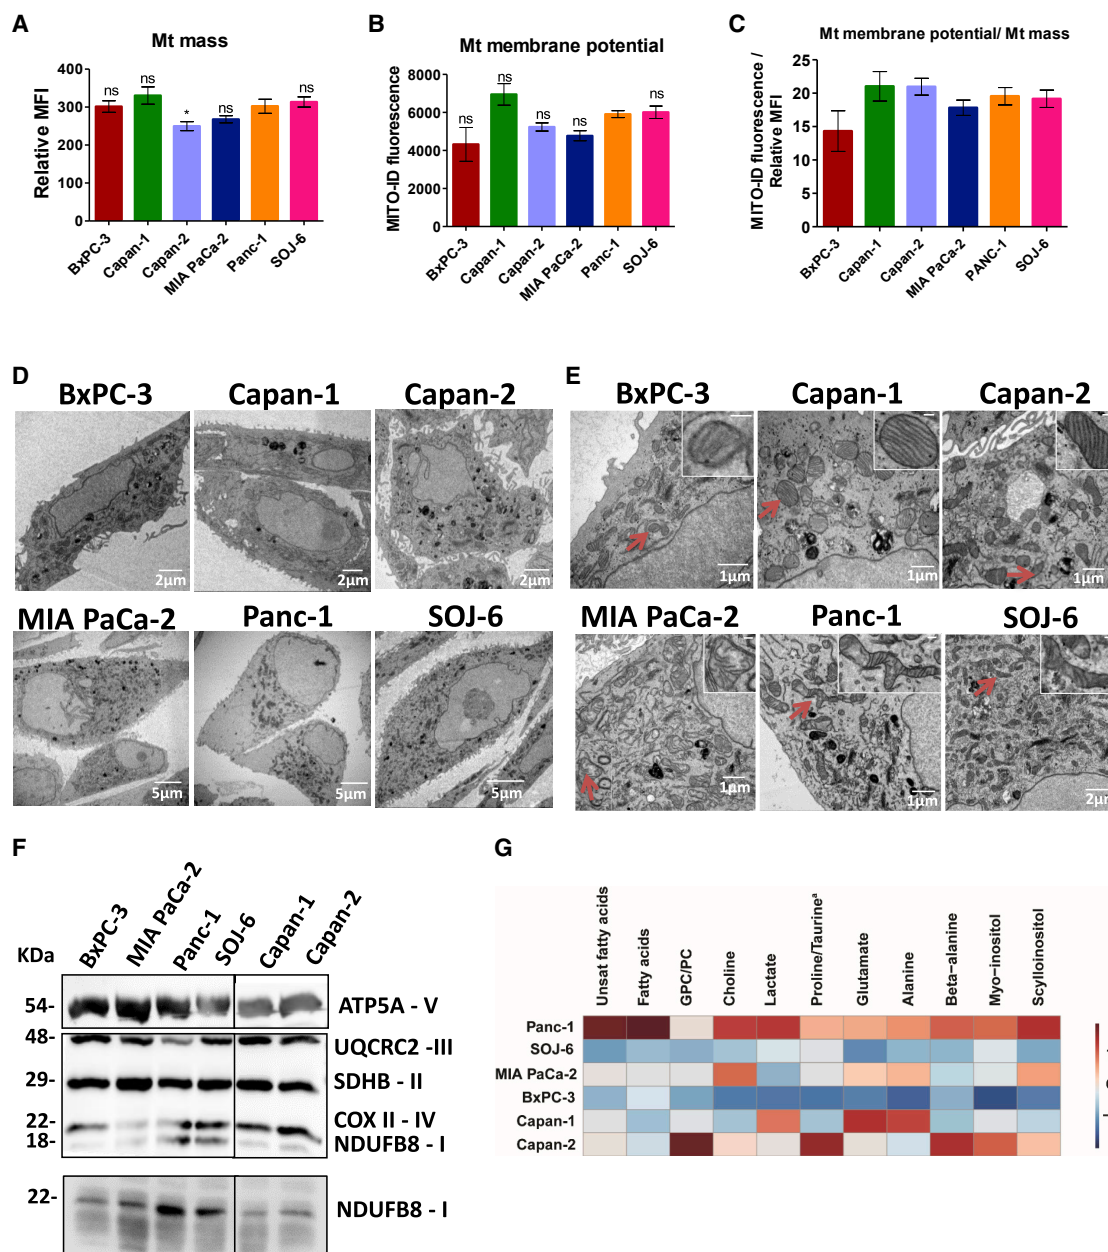 A
Mt mass
Relative MFI
400
300
200
100
0
ns
ns
*
ns
ns
BxPC-3
Capan-1
Capan-2
MIA PaCa-2
Panc-1
SOJ-6
B
Mt membrane potential
MITO-ID fluorescence
8000
6000
4000
2000
0
ns
ns
ns
ns
ns
BxPC-3
Capan-1
Capan-2
MIA PaCa-2
Panc-1
SOJ-6
C
Mt membrane potential/ Mt mass
MITO-ID fluorescence /
Relative MFI
25
20
15
10
5
0
BxPC-3
Capan-1
Capan-2
MIA PaCa-2
PANC-1
SOJ-6
D
BxPC-3
Capan-1
Capan-2
2μm
2μm
2μm
MIA PaCa-2
Panc-1
SOJ-6
5μm
5μm
5μm
E
BxPC-3
Capan-1
Capan-2
1μm
1μm
1μm
MIA PaCa-2
Panc-1
SOJ-6
1μm
1μm
2μ
F
KDa
BxPC-3
MIA PaCa-2
Panc-1
SOJ-6
Capan-1
Capan-2
54-
ATP5A - V
48-
UQCRC2 -III
29-
SDHB - II
22-
COX II - IV
18-
NDUFB8 - I
22-
NDUFB8 - I
G
Unsat fatty acids
Fatty acids
GPC/PC
Choline
Lactate
Proline/Taurineª
Glutamate
Alanine
Beta-alanine
Myo-inositol
Scylloinositol
Panc-1
SOJ-6
MIA PaCa-2
BxPC-3
Capan-1
Capan-2